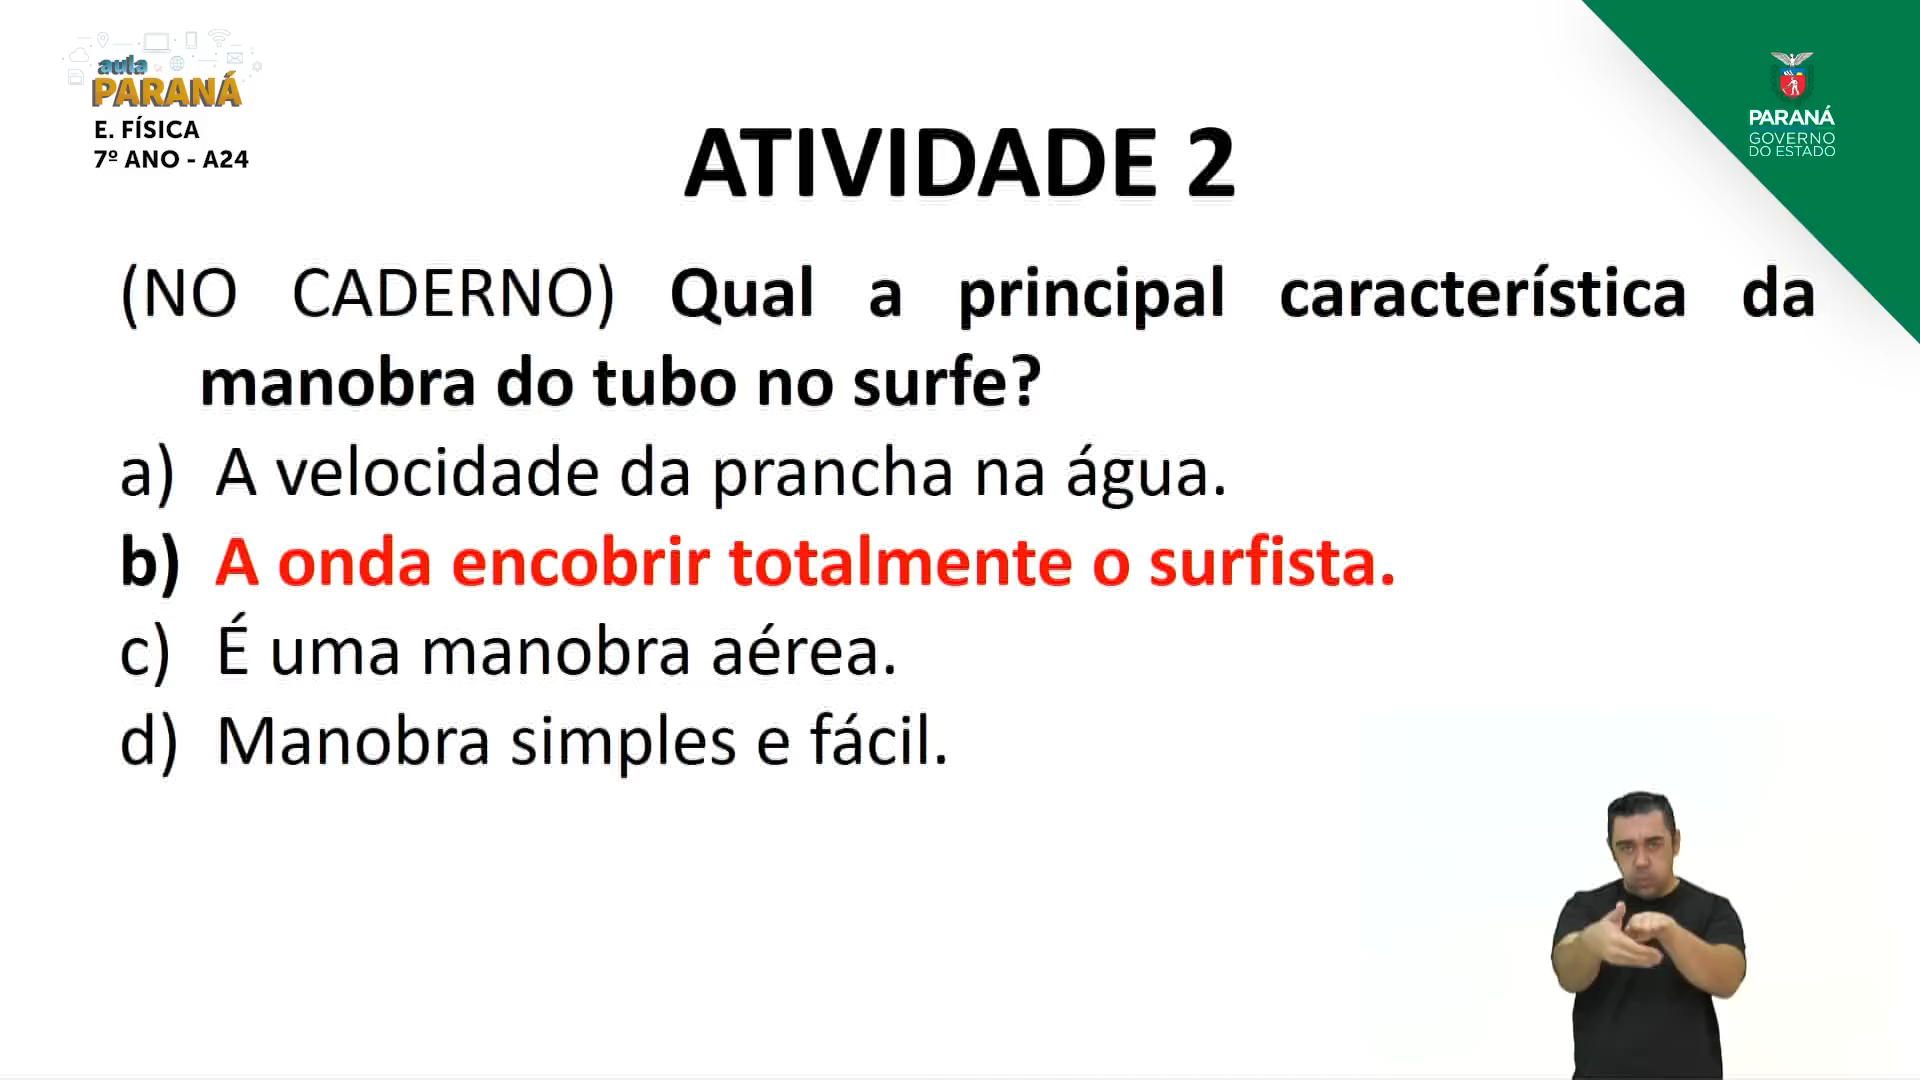 aula
PARANÁ
E. FÍSICA
7º ANO - A24
PARANÁ
GOVERNO
DO ESTADO
ATIVIDADE 2
(NO CADERNO) Qual a principal característica da
manobra do tubo no surfe?
a) A velocidade da prancha na água.
b) A onda encobrir totalmente o surfista.
c) É uma manobra aérea.
d) Manobra simples e fácil.